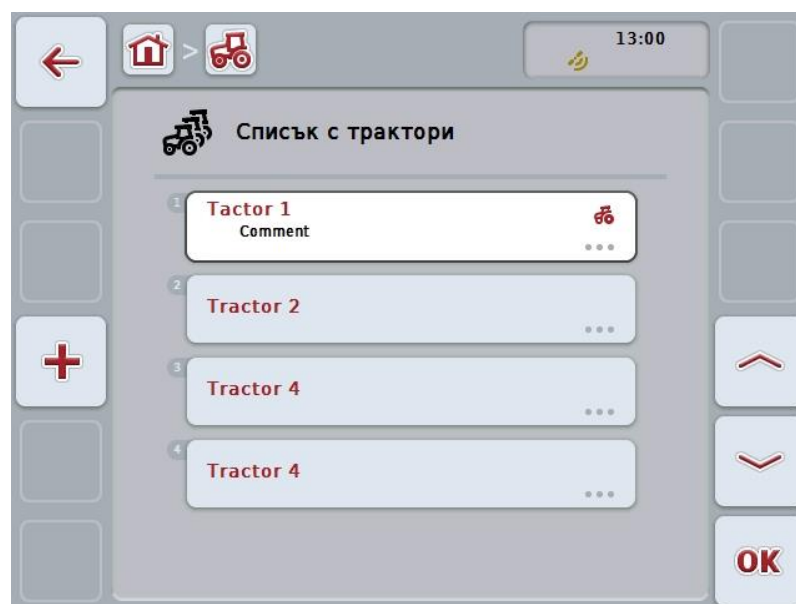 13:00
Списък с трактори
1
Tactor 1
Comment
2
Tractor 2
3
Tractor 4
4
Tractor 4
OK